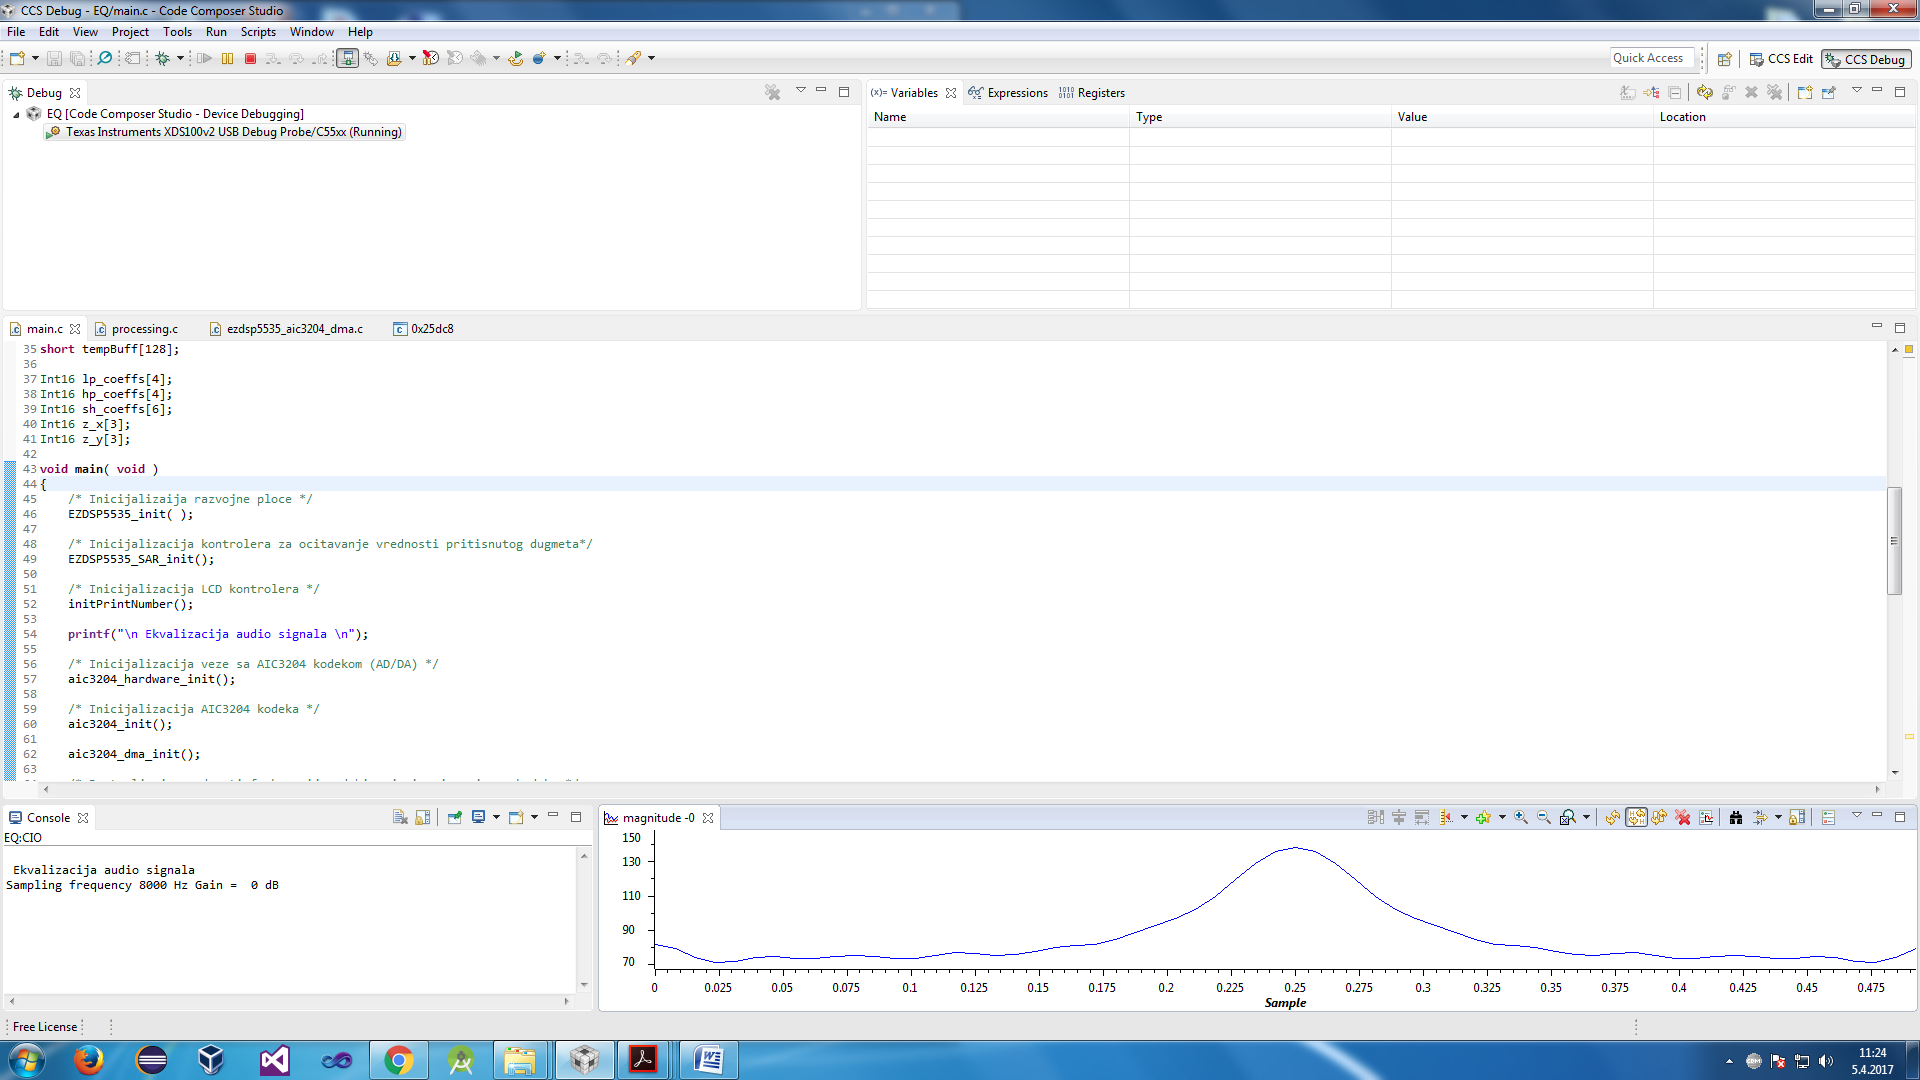 CCS Debug - EQ/main.c - Code Composer Studio
File Edit View Project Tools Run Scripts Window Help
Quick Access CCS Edit CCS Debug
Debug
EQ [Code Composer Studio - Device Debugging]
Texas Instruments XDS100v2 USB Debug Probe/C55xx (Running)
(x)= Variables Expressions 1010 0101 Registers
Name Type Value Location
main.c processing.c ezdsp5535_aic3204_dma.c 0x25dc8
35 short tempBuff[128];
36
37 Int16 lp_coeffs[4];
38 Int16 hp_coeffs[4];
39 Int16 sh_coeffs[6];
40 Int16 z_x[3];
41 Int16 z_y[3];
42
43 void main( void )
44 {
45 /* Inicijalizaija razvojne ploce */
46 EZDSP5535_init( );
47
48 /* Inicijalizacija kontrolera za ocitavanje vrednosti pritisnutog dugmeta*/
49 EZDSP5535_SAR_init();
50
51 /* Inicijalizacija LCD kontrolera */
52 initPrintNumber();
53
54 printf("\n Ekvalizacija audio signala \n");
55
56 /* Inicijalizacija veze sa AIC3204 kodekom (AD/DA) */
57 aic3204_hardware_init();
58
59 /* Inicijalizacija AIC3204 kodeka */
60 aic3204_init();
61
62 aic3204_dma_init();
63
Console
EQ:CIO
Ekvalizacija audio signala
Sampling frequency 8000 Hz Gain = 0 dB
magnitude -0
150
130
110
90
70
0 0.025 0.05 0.075 0.1 0.125 0.15 0.175 0.2 0.225 0.25 0.275 0.3 0.325 0.35 0.375 0.4 0.425 0.45 0.475
Sample
Free License
11:24
5.4.2017